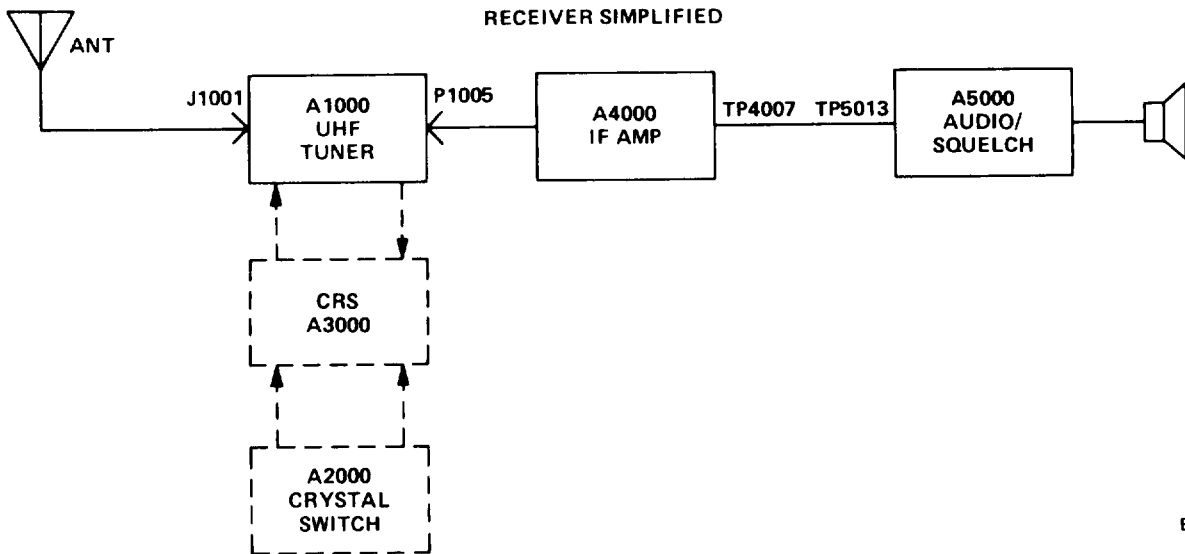 RECEIVER SIMPLIFIED
ANT
J1001
A1000
UHF
TUNER
P1005
A4000
IF AMP
TP4007
TP5013
A5000
AUDIO/
SQUELCH
CRS
A3000
A2000
CRYSTAL
SWITCH